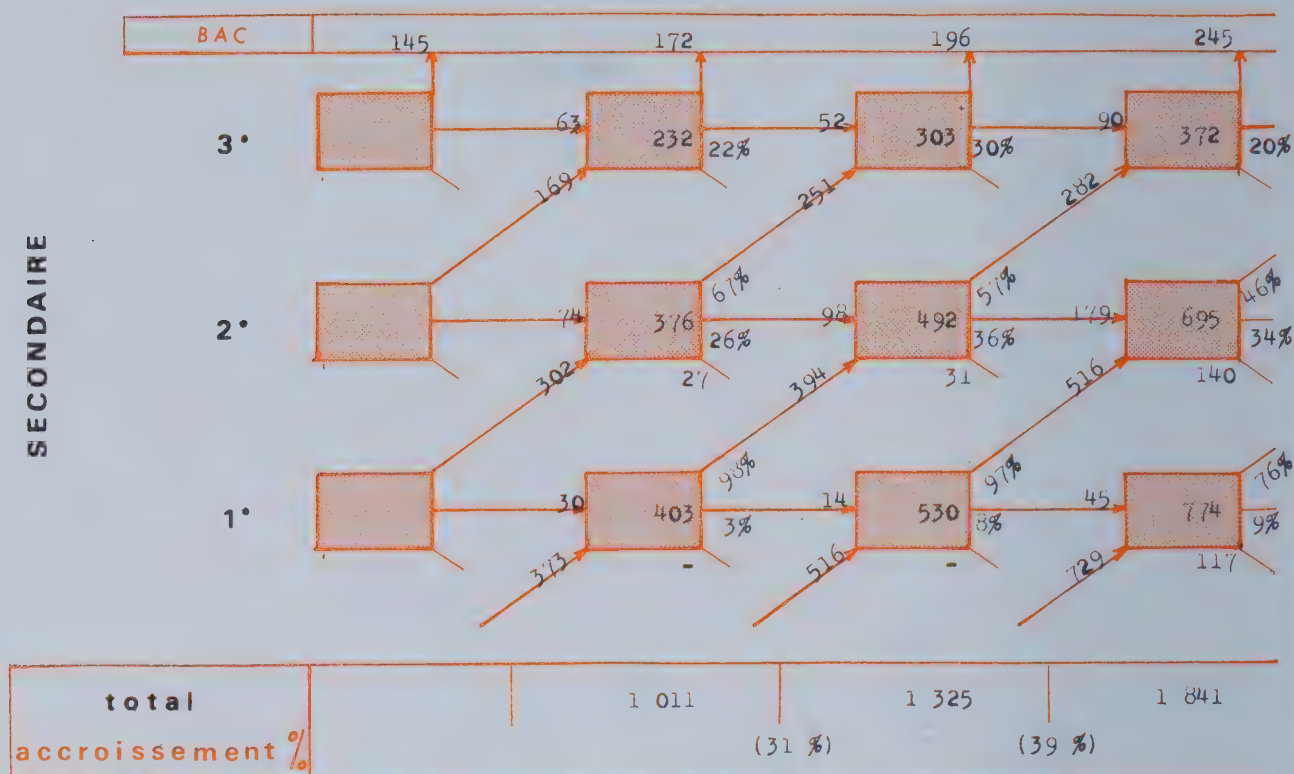 BAC 145 172 196 245
63 52 90
3° 232 303 372
22% 30% 20%
169 251 282
SECONDAIRE
67% 57% 46%
74 98 179
2° 376 492 695
26% 36% 34%
27 31 140
302 394 516
98% 97% 76%
30 14 45
1° 403 530 774
3% 8% 9%
- - 117
373 516 729
total 1 011 1 325 1 841
accroissement % (31 %) (39 %)